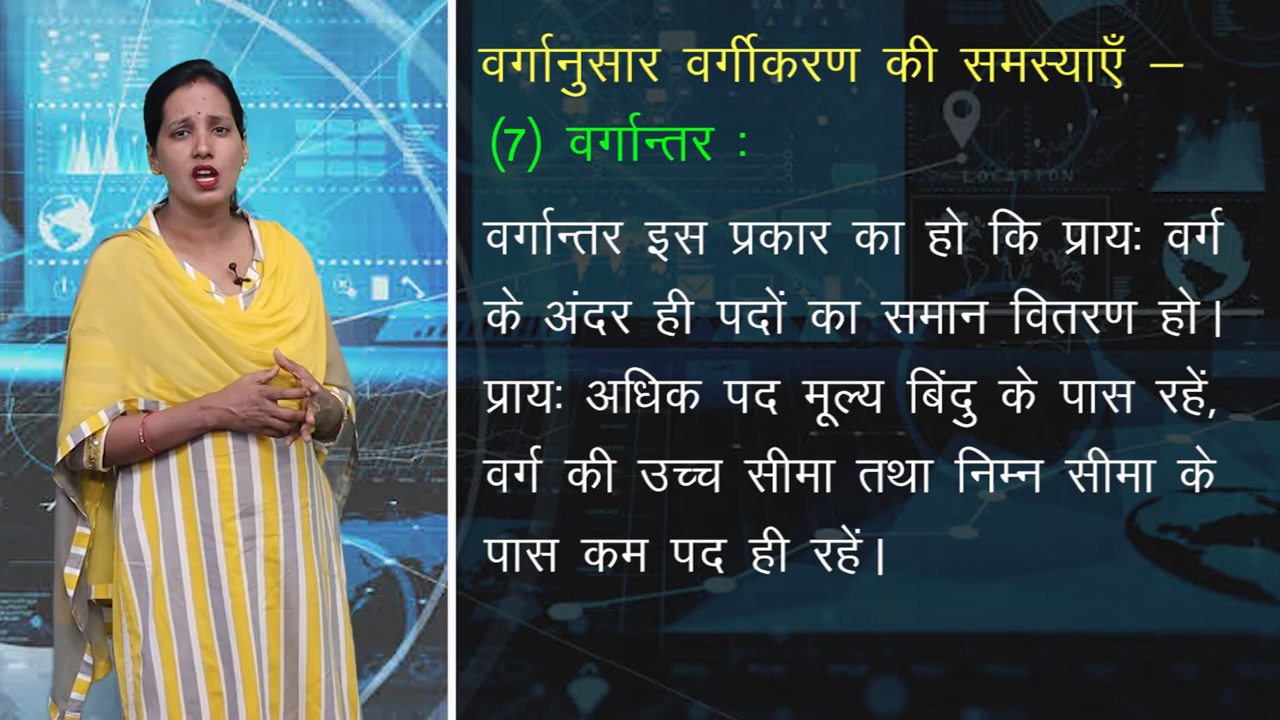 वर्गानुसार वर्गीकरण की समस्याएँ –
(7) वर्गान्तर :
LOCATION
वर्गान्तर इस प्रकार का हो कि प्रायः वर्ग
के अंदर ही पदों का समान वितरण हो।
प्रायः अधिक पद मूल्य बिंदु के पास रहें,
वर्ग की उच्च सीमा तथा निम्न सीमा के
पास कम पद ही रहें।